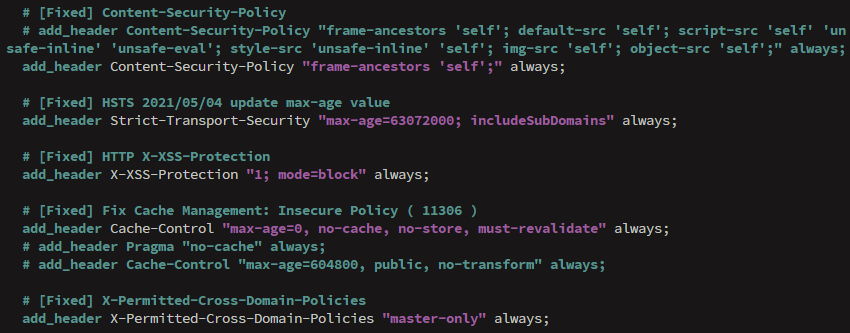 # [Fixed] Content-Security-Policy
# add_header Content-Security-Policy "frame-ancestors 'self'; default-src 'self'; script-src 'self' 'un
safe-inline' 'unsafe-eval'; style-src 'unsafe-inline' 'self'; img-src 'self'; object-src 'self';" always;
add_header Content-Security-Policy "frame-ancestors 'self';" always;
# [Fixed] HSTS 2021/05/04 update max-age value
add_header Strict-Transport-Security "max-age=63072000; includeSubDomains" always;
# [Fixed] HTTP X-XSS-Protection
add_header X-XSS-Protection "1; mode=block" always;
# [Fixed] Fix Cache Management: Insecure Policy ( 11306 )
add_header Cache-Control "max-age=0, no-cache, no-store, must-revalidate" always;
# add_header Pragma "no-cache" always;
# add_header Cache-Control "max-age=604800, public, no-transform" always;
# [Fixed] X-Permitted-Cross-Domain-Policies
add_header X-Permitted-Cross-Domain-Policies "master-only" always;